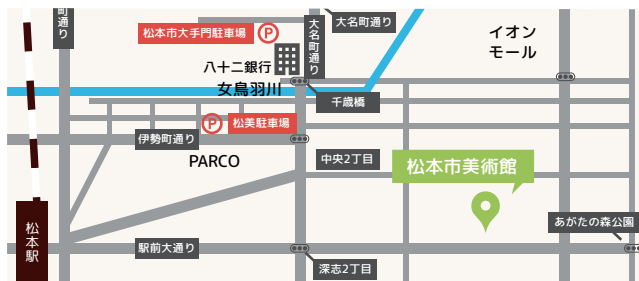 町通り
大名町通り
大名町通り
イオン
モール
松本市大手門駐車場
P
八十二銀行
女鳥羽川
千歳橋
P
松美駐車場
伊勢町通り
PARCO
中央2丁目
松本市美術館
松本駅
あがたの森公園
駅前大通り
深志2丁目